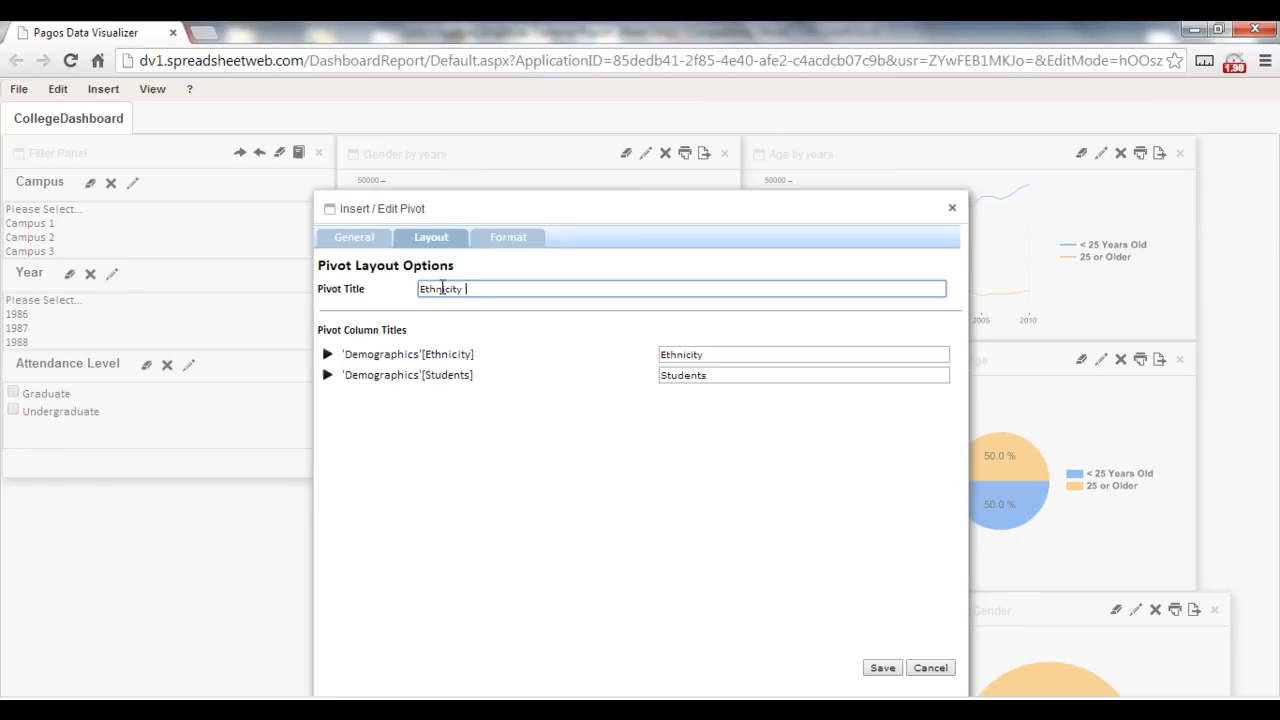 Pagos Data Visualizer
dv1.spreadsheetweb.com/DashboardReport/Default.aspx?ApplicationID=85dedb41-2f85-4e40-afe2-c4acdcb07c9b&usr=ZYwFEB1MKJo=&EditMode=hOOsz
1.98
File Edit Insert View ?
CollegeDashboard
Filter Panel
Gender by years
Age by years
Campus
50000
50000
Please Select...
Campus 1
Campus 2
Campus 3
Year
Please Select...
1986
1987
1988
Attendance Level
Graduate
Undergraduate
Insert / Edit Pivot
General Layout Format
Pivot Layout Options
Pivot Title Ethnicity
Pivot Column Titles
'Demographics'[Ethnicity] Ethnicity
'Demographics'[Students] Students
Save Cancel
< 25 Years Old
25 or Older
2005 2010
50.0 %
50.0 %
< 25 Years Old
25 or Older
Gender